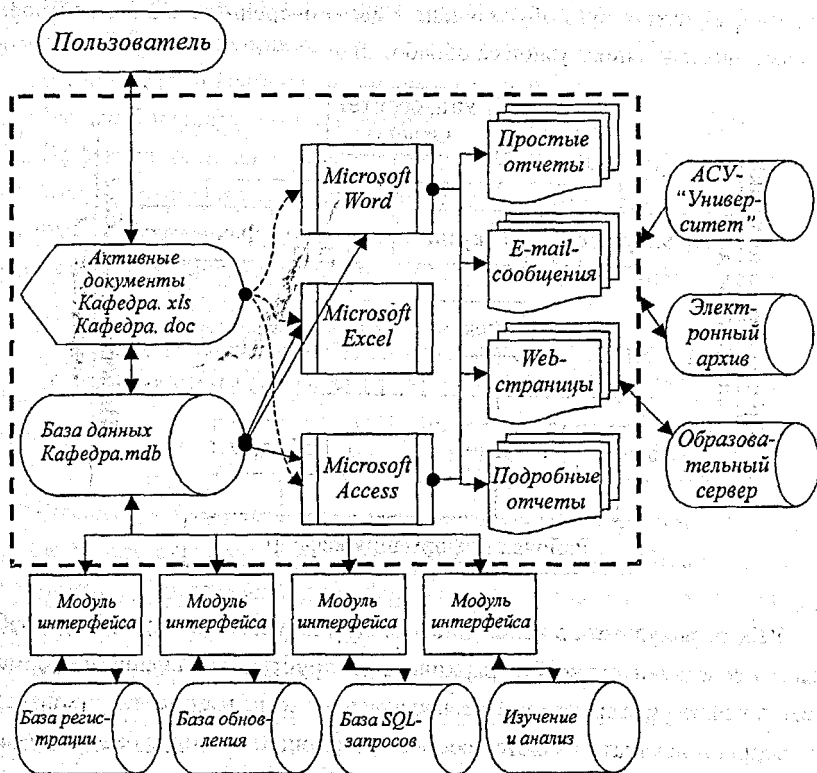 Пользователь
Активные
документы
Кафедра. xls
Кафедра. doc
База данных
Кафедра.mdb
Microsoft
Word
Microsoft
Excel
Microsoft
Access
Простые
отчеты
E-mail-
сообщения
Web-
страницы
Подробные
отчеты
АСУ-
“Универ-
ситет”
Элект-
ронный
архив
Образова-
тельный
сервер
Модуль
интерфейса
Модуль
интерфейса
Модуль
интерфейса
Модуль
интерфейса
База регис-
трации
База обнов-
ления
База SQL-
запросов
Изучение
и анализ